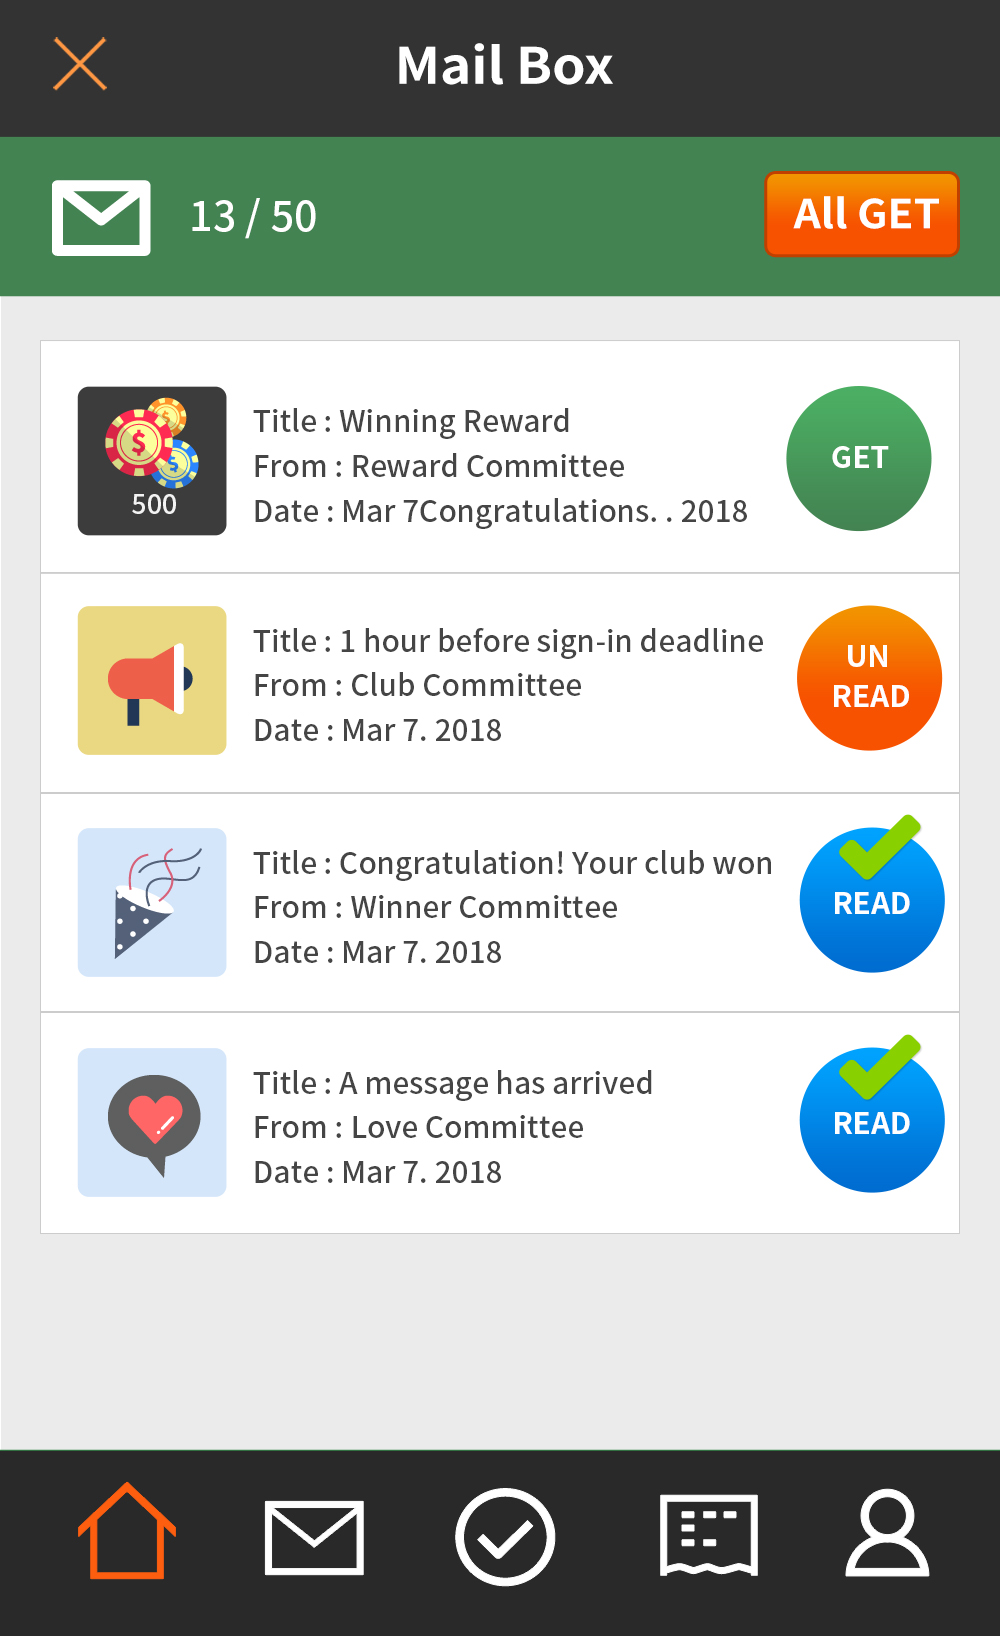 Mail Box
13 / 50
All GET
500
Title : Winning Reward
From : Reward Committee
Date : Mar 7Congratulations. . 2018
GET
Title : 1 hour before sign-in deadline
From : Club Committee
Date : Mar 7. 2018
UN
READ
Title : Congratulation! Your club won
From : Winner Committee
Date : Mar 7. 2018
READ
Title : A message has arrived
From : Love Committee
Date : Mar 7. 2018
READ